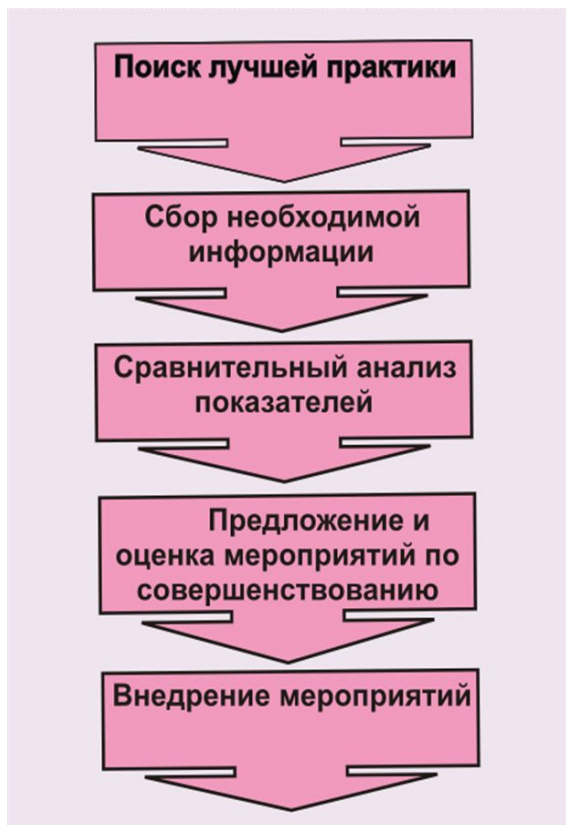 Поиск лучшей практики
Сбор необходимой
информации
Сравнительный анализ
показателей
Предложение и
оценка мероприятий по
совершенствованию
Внедрение мероприятий